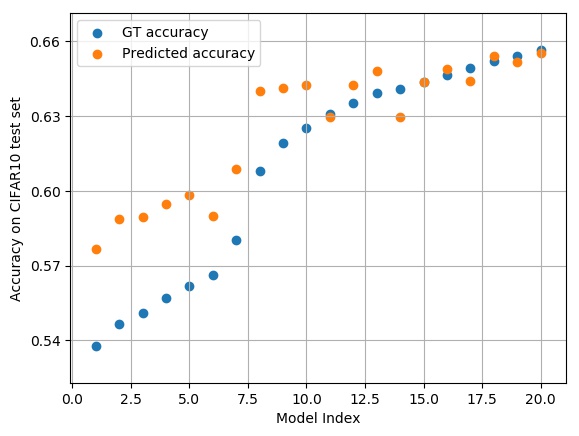 GT accuracy
Predicted accuracy
Accuracy on CIFAR10 test set
0.66
0.63
0.60
0.57
0.54
0.0 2.5 5.0 7.5 10.0 12.5 15.0 17.5 20.0
Model Index